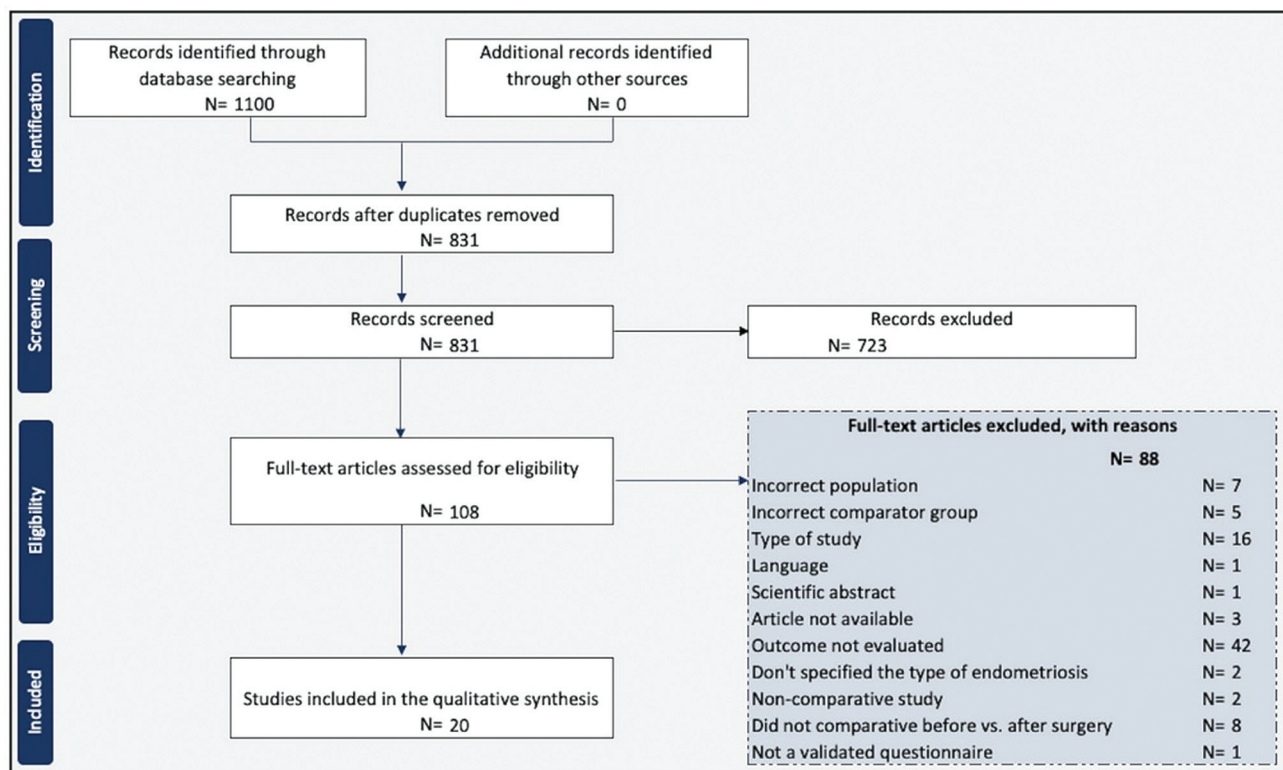 Identification
Records identified through
database searching
N= 1100
Additional records identified
through other sources
N= 0
Records after duplicates removed
N= 831
Screening
Records screened
N= 831
Records excluded
N= 723
Eligibility
Full-text articles assessed for eligibility
N= 108
Full-text articles excluded, with reasons
N= 88
Incorrect population N= 7
Incorrect comparator group N= 5
Type of study N= 16
Language N= 1
Scientific abstract N= 1
Article not available N= 3
Outcome not evaluated N= 42
Don't specified the type of endometriosis N= 2
Non-comparative study N= 2
Did not comparative before vs. after surgery N= 8
Not a validated questionnaire N= 1
Included
Studies included in the qualitative synthesis
N= 20